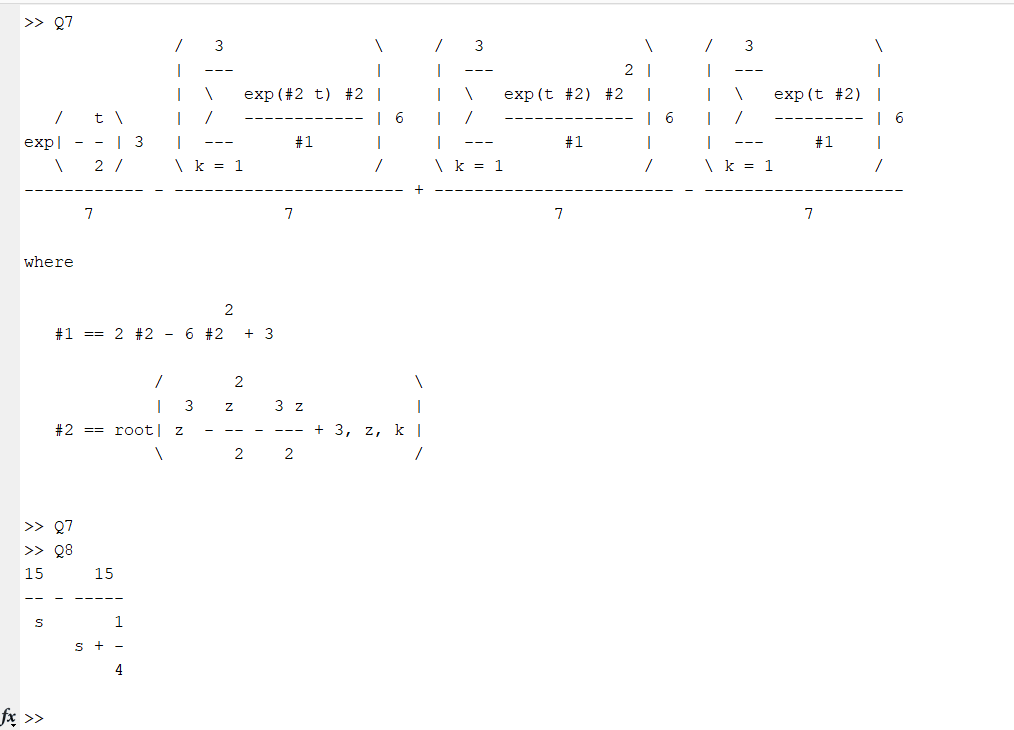 >> Q7
          /   3                \     /   3                 \     /   3            \
          |  ---               |     |  ---             2 |     |  ---           |
          |  \   exp(#2 t) #2 |     |  \   exp(t #2) #2  |     |  \   exp(t #2) |
   /   t \     |  /   ------------ | 6   |  /   ------------- | 6   |  /   --------- | 6
exp| - - | 3   |  ---      #1      |     |  ---       #1      |     |  ---     #1    |
   \   2 /     \ k = 1             /     \ k = 1              /     \ k = 1          /
------------ - ----------------------- + ------------------------ - --------------------
      7                   7                          7                        7
where
                    2
   #1 == 2 #2 - 6 #2  + 3
             /       2             \
             |  3   z    3 z         |
   #2 == root| z  - -- - --- + 3, z, k |
             \       2    2          /
>> Q7
>> Q8
15     15
-- - -----
 s       1
     s + -
         4
fx >>